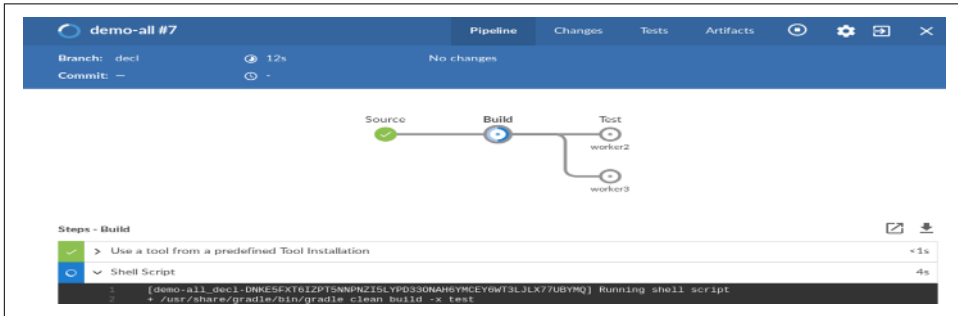 demo-all #7 Pipeline Changes Tests Artifacts
Branch: decl 12s No changes
Commit: — -
Source Build Test
worker2
worker3
Steps - Build
Use a tool from a predefined Tool Installation <1s
Shell Script 4s
1 [demo-all_decl-DNKE5FXT6IZPT5NNPNZI5LYPD33ONAH6YMCEY6WT3LJLX77UBYMQ] Running shell script
2 + /usr/share/gradle/bin/gradle clean build -x test